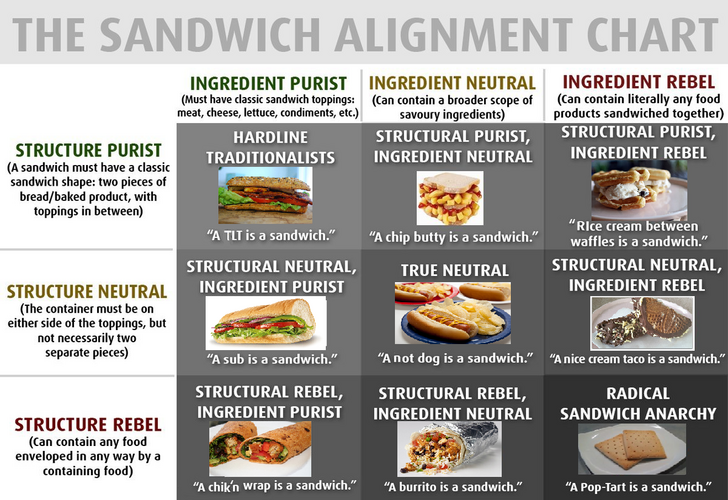 THE SANDWICH ALIGNMENT CHART
INGREDIENT PURIST
(Must have classic sandwich toppings:
meat, cheese, lettuce, condiments, etc.)
INGREDIENT NEUTRAL
(Can contain a broader scope of
savoury ingredients)
INGREDIENT REBEL
(Can contain literally any food
products sandwiched together)
STRUCTURE PURIST
(A sandwich must have a classic
sandwich shape: two pieces of
bread/baked product, with
toppings in between)
HARDLINE
TRADITIONALISTS
"A TLT is a sandwich."
STRUCTURAL PURIST,
INGREDIENT NEUTRAL
"A chip butty is a sandwich."
STRUCTURAL PURIST,
INGREDIENT REBEL
"RIce cream between
waffles is a sandwich."
STRUCTURE NEUTRAL
(The container must be on
either side of the toppings, but
not necessarily two
separate pieces)
STRUCTURAL NEUTRAL,
INGREDIENT PURIST
"A sub is a sandwich."
TRUE NEUTRAL
"A not dog is a sandwich."
STRUCTURAL NEUTRAL,
INGREDIENT REBEL
"A nice cream taco is a sandwich."
STRUCTURE REBEL
(Can contain any food
enveloped in any way by a
containing food)
STRUCTURAL REBEL,
INGREDIENT PURIST
"A chik'n wrap is a sandwich."
STRUCTURAL REBEL,
INGREDIENT NEUTRAL
"A burrito is a sandwich."
RADICAL
SANDWICH ANARCHY
"A Pop-Tart is a sandwich."